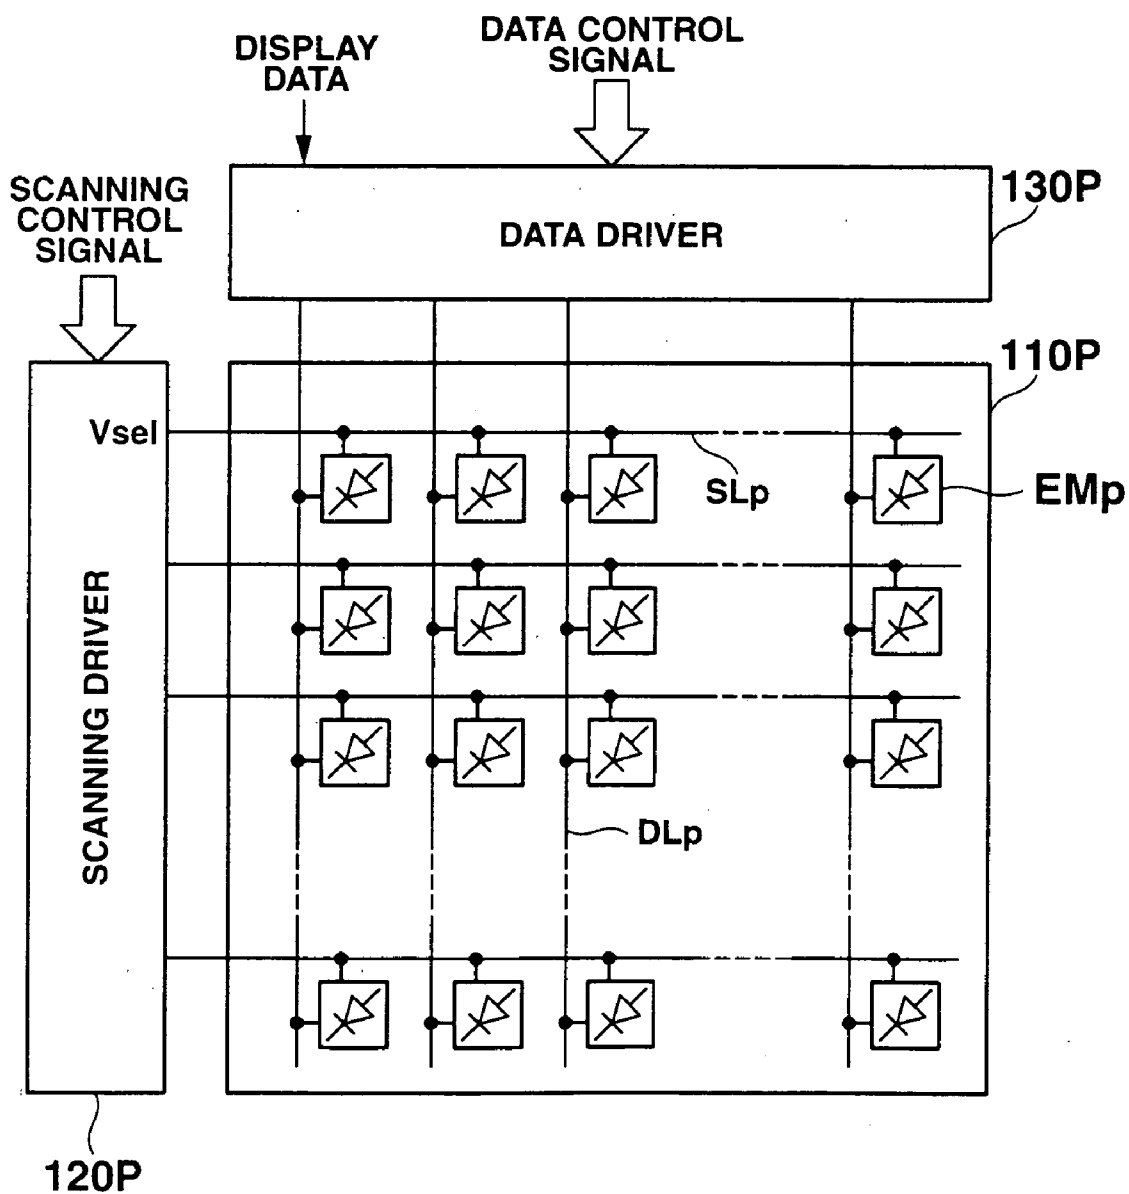 DISPLAY
DATA
DATA CONTROL
SIGNAL
SCANNING
CONTROL
SIGNAL
130P
DATA DRIVER
110P
Vsel
SLp
EMp
SCANNING DRIVER
DLp
120P